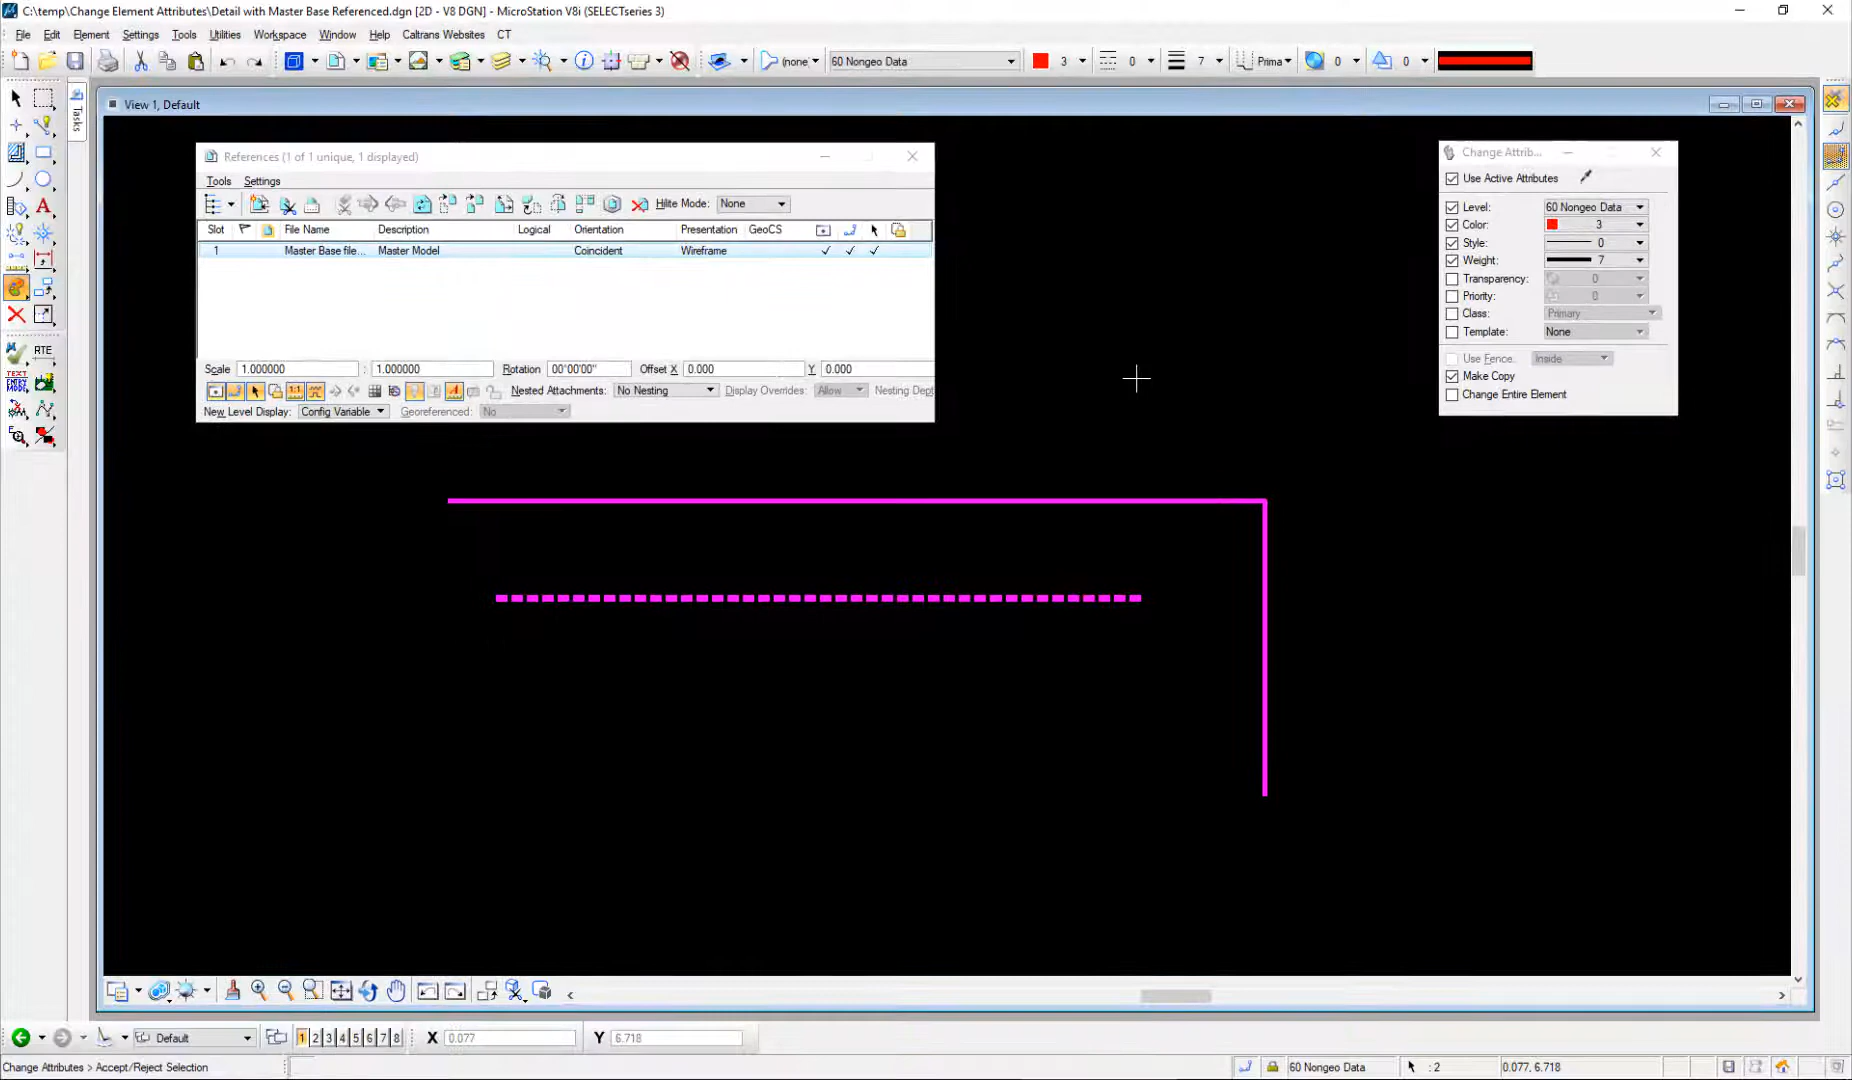 C:\temp\Change Element Attributes\Detail with Master Base Referenced.dgn [2D - V8 DGN] - MicroStation V8i (SELECTseries 3)
File Edit Element Settings Tools Utilities Workspace Window Help Caltrans Websites CT
(none) 60 Nongeo Data 3 0 7 Prima 0 0
Tasks
View 1, Default
References (1 of 1 unique, 1 displayed)
Tools Settings
Hilite Mode: None
Slot File Name Description Logical Orientation Presentation GeoCS
1 Master Base file... Master Model Coincident Wireframe
Scale 1.000000 : 1.000000 Rotation 00°00'00" Offset X 0.000 Y 0.000
1:1 Nested Attachments: No Nesting Display Overrides: Allow Nesting Dept
New Level Display: Config Variable Georeferenced: No
Change Attrib...
Use Active Attributes
Level: 60 Nongeo Data
Color: 3
Style: 0
Weight: 7
Transparency: 0
Priority: 0
Class: Primary
Template: None
Use Fence: Inside
Make Copy
Change Entire Element
RTE
TEXT
ENTRY
MODE
Default 1 2 3 4 5 6 7 8 X 0.077 Y 6.718
Change Attributes > Accept/Reject Selection
60 Nongeo Data : 2 0.077, 6.718